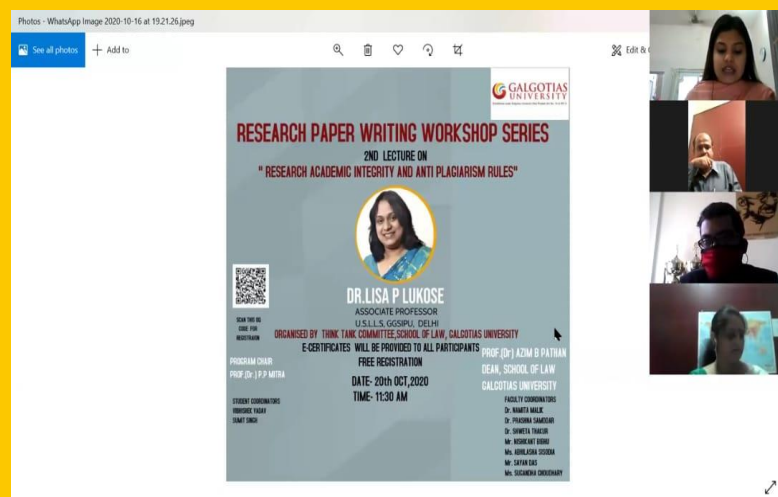 Photos - WhatsApp Image 2020-10-16 at 19.21.26.jpeg
See all photos
Add to
Edit &
GALGOTIAS
UNIVERSITY
RESEARCH PAPER WRITING WORKSHOP SERIES
2ND LECTURE ON
" RESEARCH ACADEMIC INTEGRITY AND ANTI PLAGIARISM RULES"
DR.LISA P LUKOSE
ASSOCIATE PROFESSOR
U.S.L.L.S, GGSIPU, DELHI
SCAN THIS
CODE FOR
ORGANISED BY THINK TANK COMMITTEE,SCHOOL OF LAW, GALGOTIAS UNIVERSITY
E-CERTIFICATES WILL BE PROVIDED TO ALL PARTICIPANTS
FREE REGISTRATION
DATE- 20th OCT,2020
TIME- 11:30 AM
PROGRAM CHAIR
PROF.(Dr.) P.P MITRA
STUDENT COORDINATORS
YADAV
SUMIT SINGH
PROF.(Dr) AZIM B PATHAN
DEAN, SCHOOL OF LAW
GALGOTIAS UNIVERSITY
FACULTY COORDINATORS
Dr. NAMITA MALIK
Dr. PRABHNA SAMDDAR
Dr. SHWETA THAKUR
Mr. NISHIKANT BIBHU
Ms. ABHILASHA SISODIA
Mr. SAYAN DAS
Ms. SUGANDHA CHOUDHARY